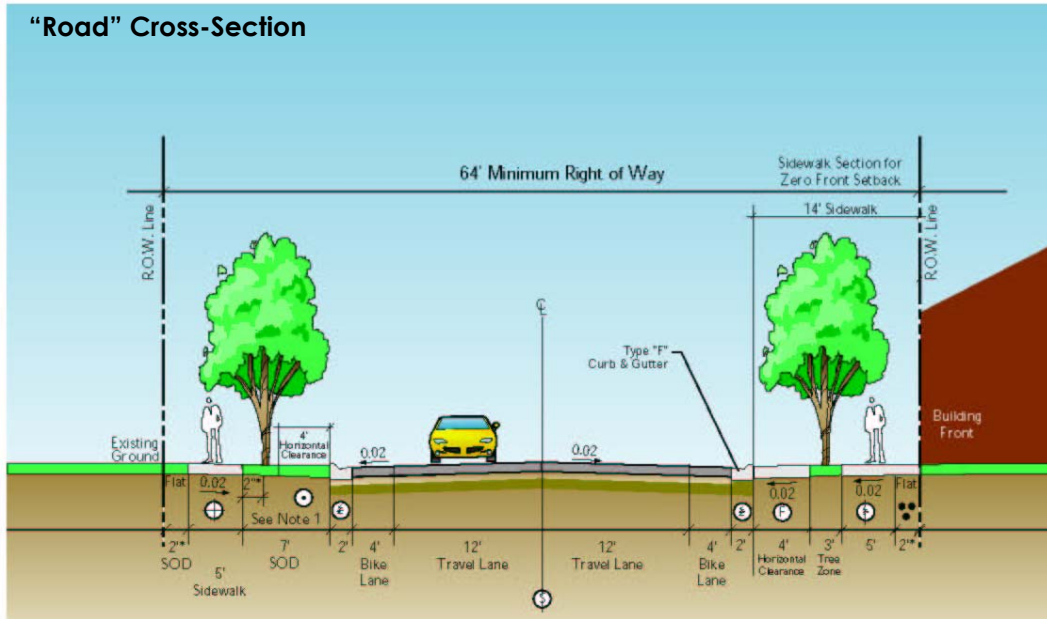 “Road” Cross-Section
64' Minimum Right of Way
Sidewalk Section for
Zero Front Setback
14' Sidewalk
R.O.W. Line
R.O.W. Line
℄
Type "F"
Curb & Gutter
Building
Front
Existing
Ground
4'
Horizontal
Clearance
0.02
0.02
Flat
0.02
2"*
See Note 1
F
0.02
0.02
Flat
2"*
SOD
5'
Sidewalk
7'
SOD
2'
4'
Bike
Lane
12'
Travel Lane
12'
Travel Lane
4'
Bike
Lane
2'
4'
Horizontal
Clearance
3'
Tree
Zone
5'
2"*
S